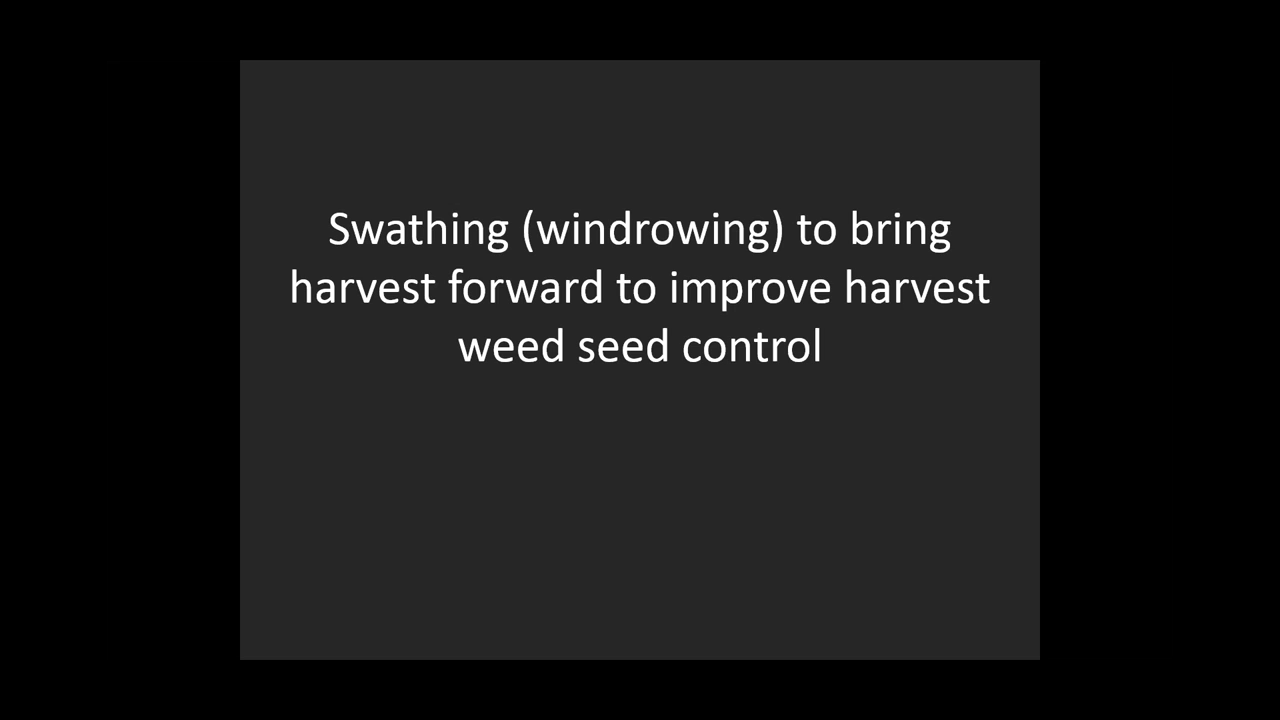 Swathing (windrowing) to bring
harvest forward to improve harvest
weed seed control